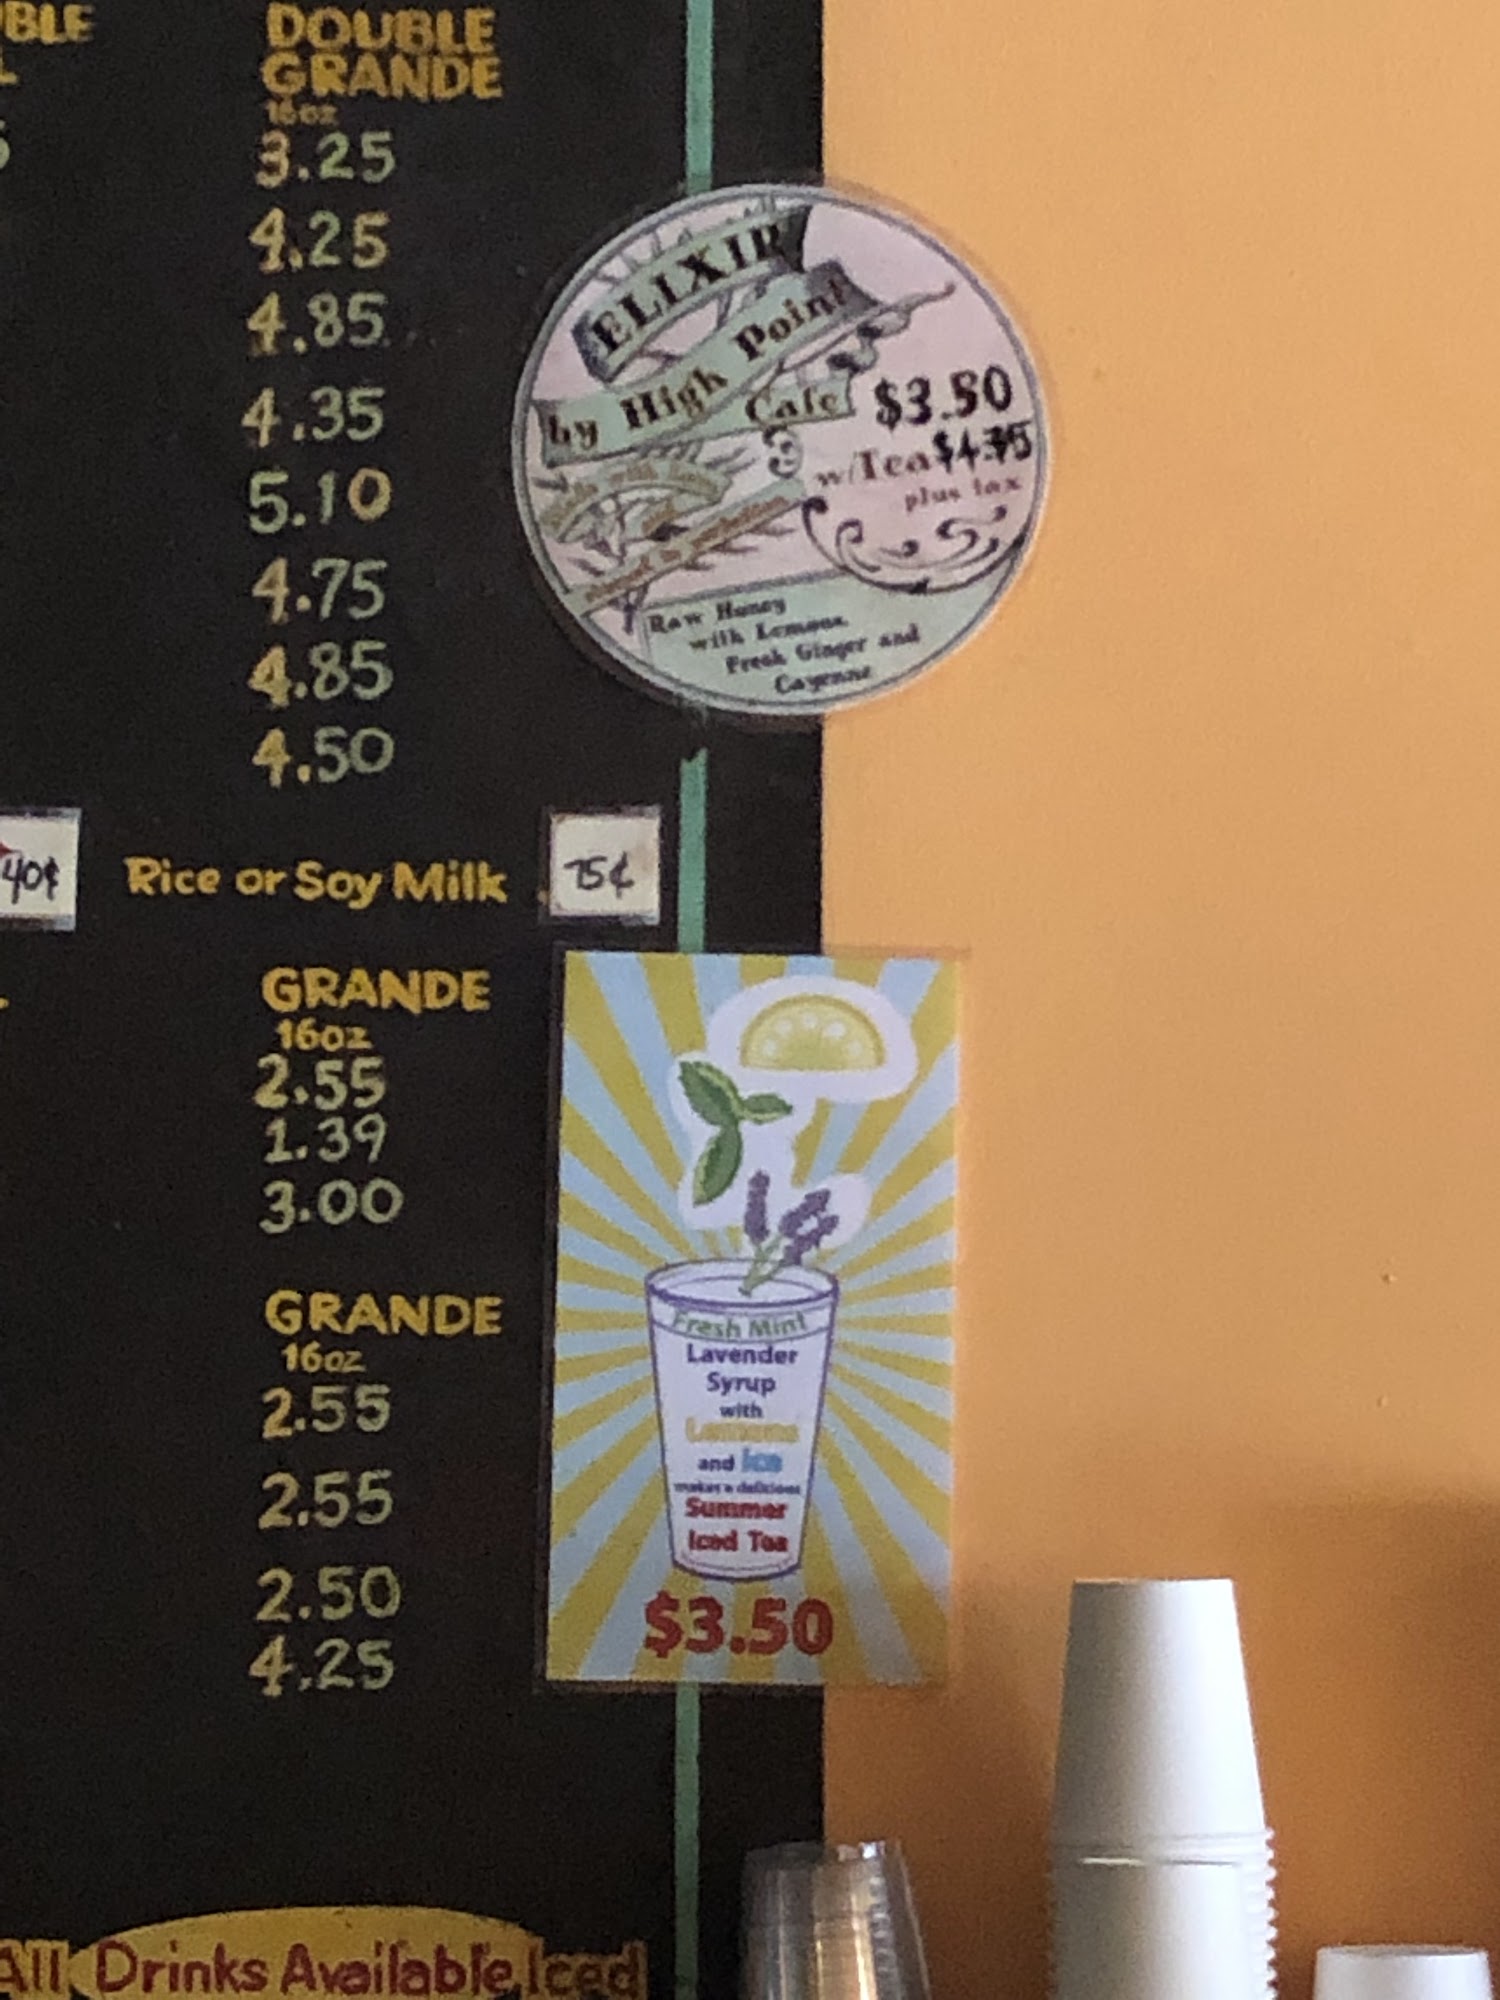 DOUBLE
GRANDE
16oz
3.25
4.25
4.85
4.35
5.10
4.75
4.85
4.50
ELIXIR
by High Point
Cafe
$3.50
w/Tea $4.
plus tax
Raw Honey
with Lemons,
Fresh Ginger and
Cayenne
40¢
Rice or Soy Milk
75¢
GRANDE
16oz
2.55
1.39
3.00
GRANDE
16oz
2.55
2.55
2.50
4.25
Fresh Mint
Lavender
Syrup
with
Lemons
and Ice
makes a delicious
Summer
Iced Tea
$3.50
All Drinks Available Iced